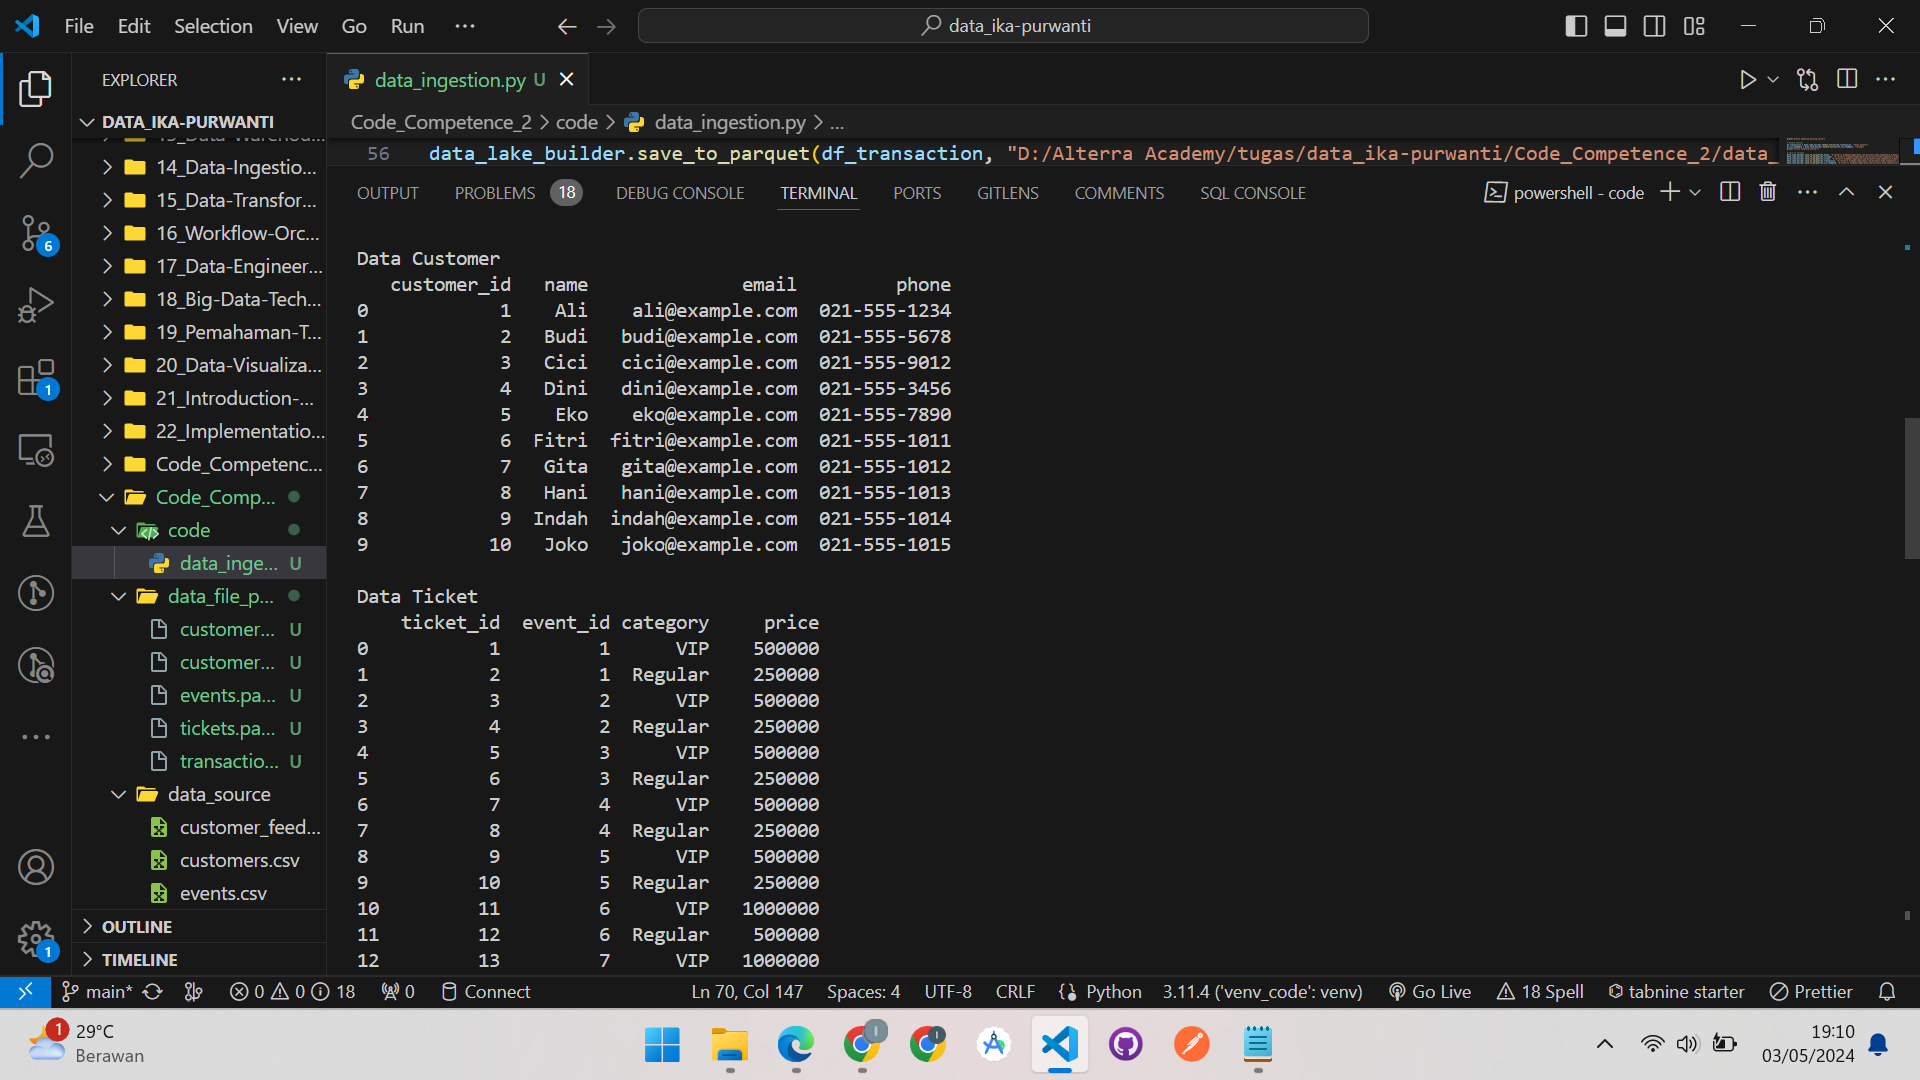 File Edit Selection View Go Run ···
data_ika-purwanti
EXPLORER
data_ingestion.py U
DATA_IKA-PURWANTI
Code_Competence_2 > code > data_ingestion.py > ...
56 data_lake_builder.save_to_parquet(df_transaction, "D:/Alterra Academy/tugas/data_ika-purwanti/Code_Competence_2/data_
14_Data-Ingestio...
15_Data-Transfor...
16_Workflow-Orc...
17_Data-Engineer...
18_Big-Data-Tech...
19_Pemahaman-T...
20_Data-Visualiza...
21_Introduction-...
22_Implementatio...
Code_Competenc...
Code_Comp...
code
data_inge... U
data_file_p...
customer... U
customer... U
events.pa... U
tickets.pa... U
transactio... U
data_source
customer_feed...
customers.csv
events.csv
OUTLINE
TIMELINE
6
1
1
OUTPUT PROBLEMS 18 DEBUG CONSOLE TERMINAL PORTS GITLENS COMMENTS SQL CONSOLE
powershell - code
Data Customer
customer_id name email phone
0 1 Ali ali@example.com 021-555-1234
1 2 Budi budi@example.com 021-555-5678
2 3 Cici cici@example.com 021-555-9012
3 4 Dini dini@example.com 021-555-3456
4 5 Eko eko@example.com 021-555-7890
5 6 Fitri fitri@example.com 021-555-1011
6 7 Gita gita@example.com 021-555-1012
7 8 Hani hani@example.com 021-555-1013
8 9 Indah indah@example.com 021-555-1014
9 10 Joko joko@example.com 021-555-1015
Data Ticket
ticket_id event_id category price
0 1 1 VIP 500000
1 2 1 Regular 250000
2 3 2 VIP 500000
3 4 2 Regular 250000
4 5 3 VIP 500000
5 6 3 Regular 250000
6 7 4 VIP 500000
7 8 4 Regular 250000
8 9 5 VIP 500000
9 10 5 Regular 250000
10 11 6 VIP 1000000
11 12 6 Regular 500000
12 13 7 VIP 1000000
main* 0 0 18 0 Connect
Ln 70, Col 147 Spaces: 4 UTF-8 CRLF Python 3.11.4 ('venv_code': venv) Go Live 18 Spell tabnine starter Prettier
1
29°C
Berawan
19:10
03/05/2024